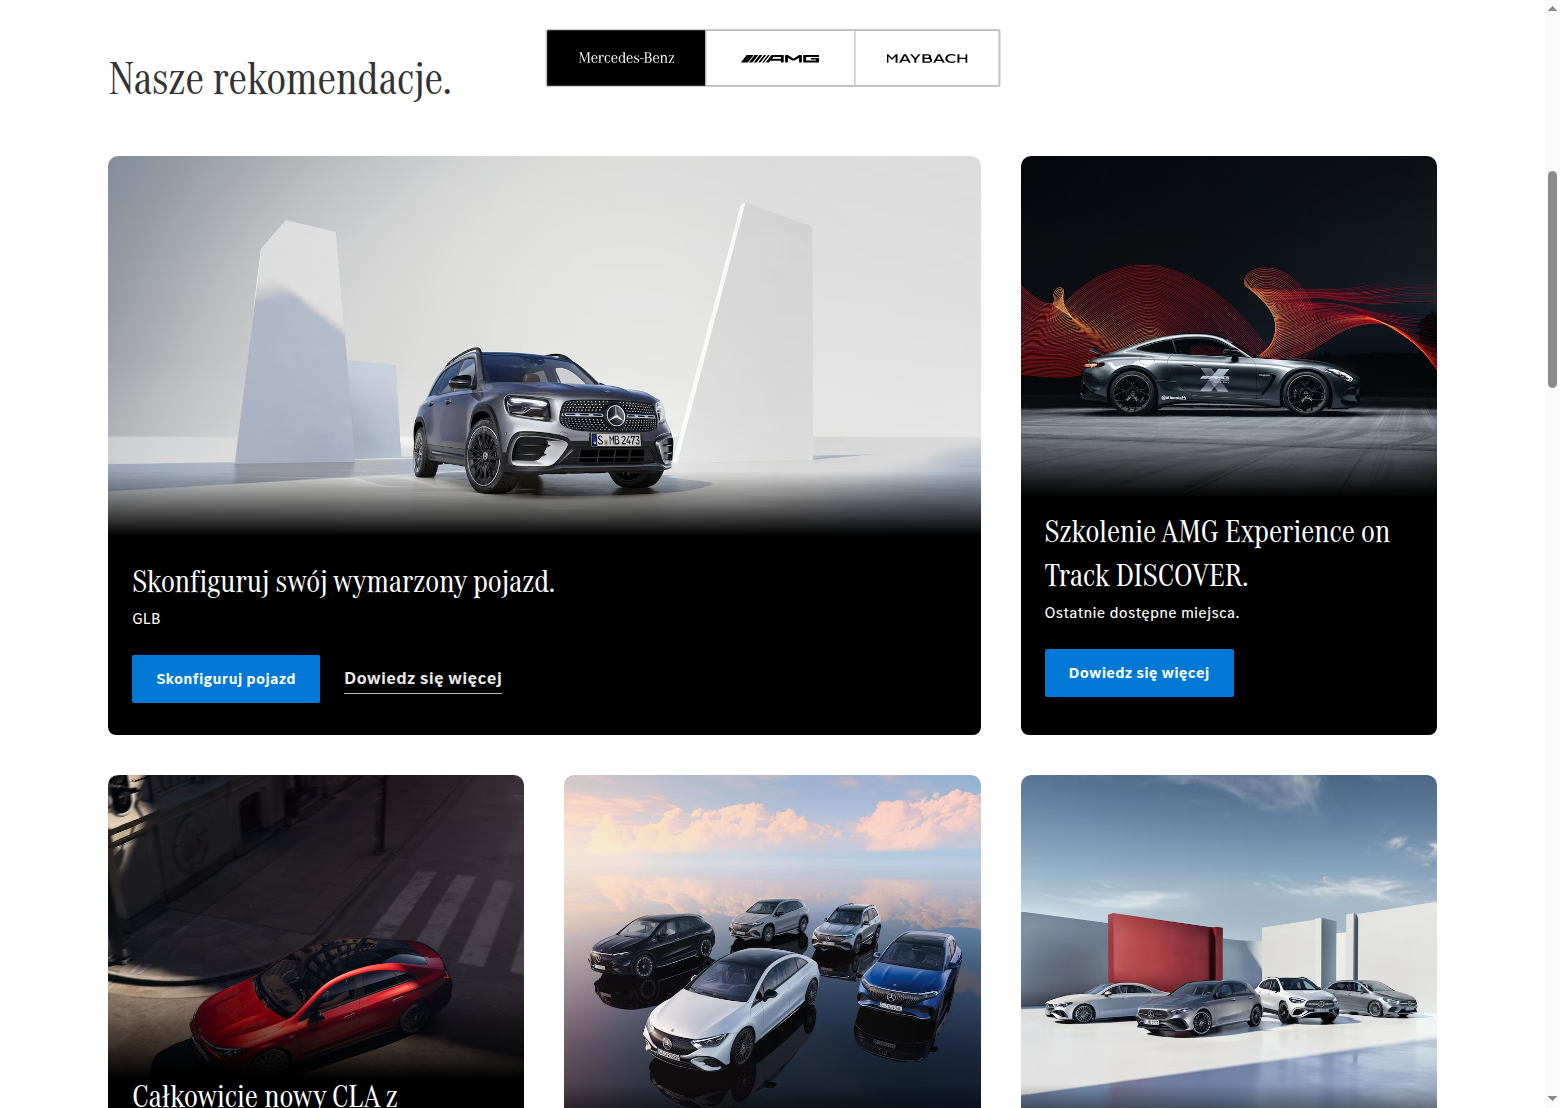 Nasze rekomendacje.
Mercedes-Benz
AMG
MAYBACH
S MB 2473
Skonfiguruj swój wymarzony pojazd.
GLB
Skonfiguruj pojazd
Dowiedz się więcej
AMG
Szkolenie AMG Experience on
Track DISCOVER.
Ostatnie dostępne miejsca.
Dowiedz się więcej
Całkowicie nowy CLA z